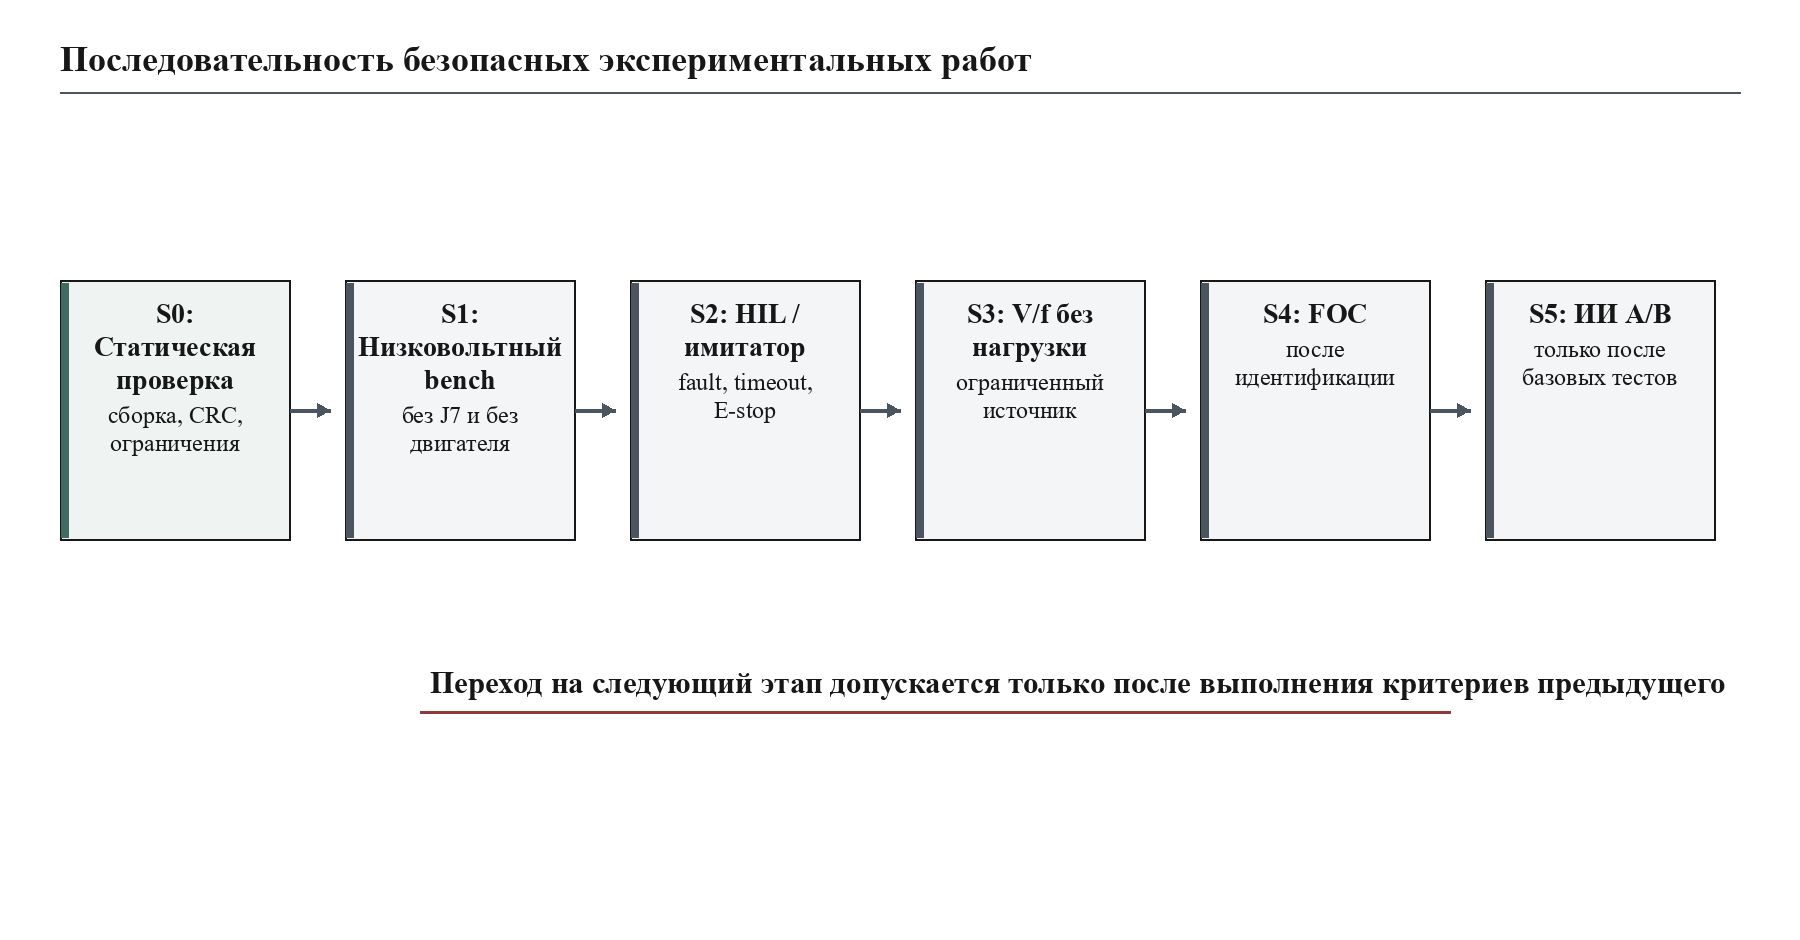 Последовательность безопасных экспериментальных работ
S0:
Статическая
проверка
сборка, CRC,
ограничения
S1:
Низковольтный
bench
без J7 и без
двигателя
S2: HIL /
имитатор
fault, timeout,
E-stop
S3: V/f без
нагрузки
ограниченный
источник
S4: FOC
после
идентификации
S5: ИИ A/B
только после
базовых тестов
Переход на следующий этап допускается только после выполнения критериев предыдущего